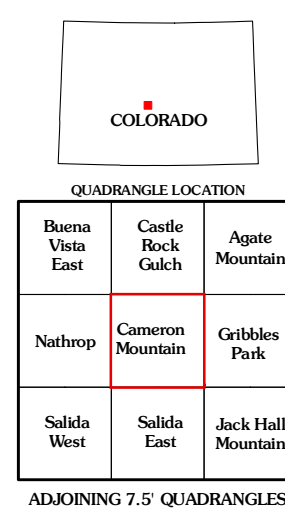 COLORADO
QUADRANGLE LOCATION
Buena
Vista
East
Castle
Rock
Gulch
Agate
Mountain
Nathrop
Cameron
Mountain
Gribbles
Park
Salida
West
Salida
East
Jack Hall
Mountain
ADJOINING 7.5' QUADRANGLES